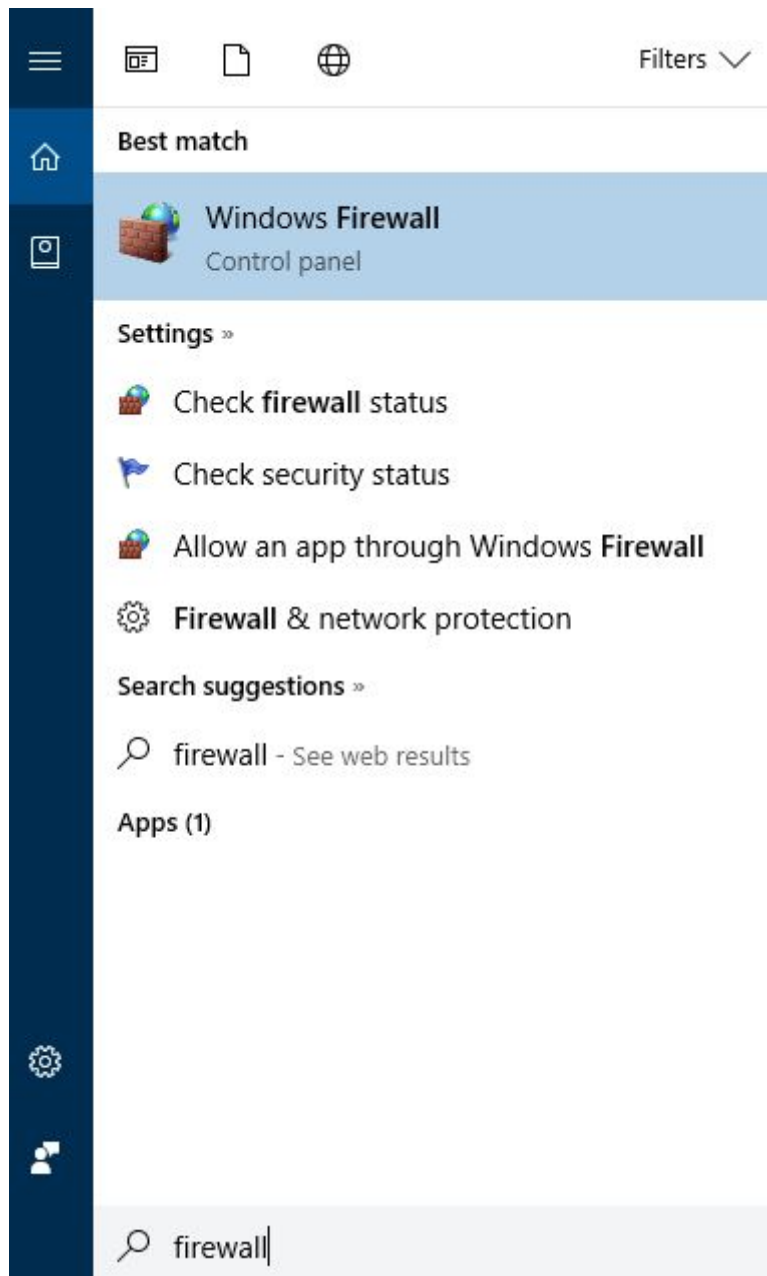 Filters
Best match
Windows Firewall
Control panel
Settings »
Check firewall status
Check security status
Allow an app through Windows Firewall
Firewall & network protection
Search suggestions »
firewall - See web results
Apps (1)
firewall